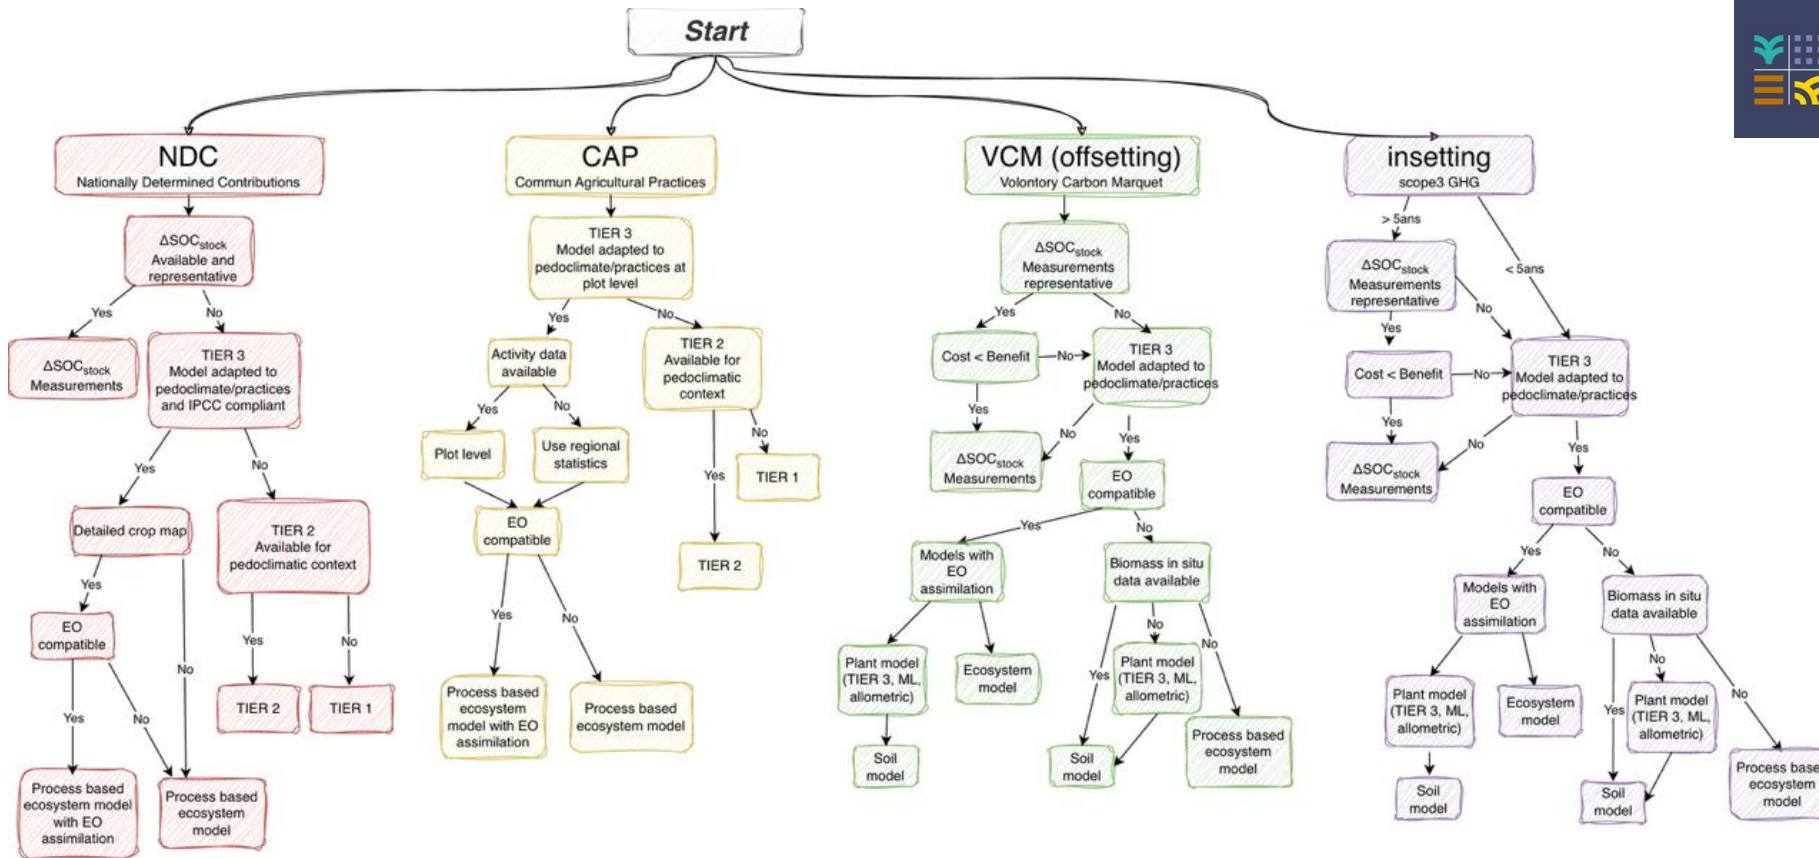 Start
NDC
Nationally Determined Contributions
ΔSOCstock
Available and
representative
Yes
No
ΔSOCstock
Measurements
TIER 3
Model adapted to
pedoclimate/practices
and IPCC compliant
Yes
No
Detailed crop map
TIER 2
Available for
pedoclimatic context
Yes
No
EO
compatible
Yes
No
Yes
No
TIER 2
TIER 1
Process based
ecosystem model
with EO
assimilation
Process based
ecosystem
model
CAP
Commun Agricultural Practices
TIER 3
Model adapted to
pedoclimate/practices at
plot level
Yes
No
Activity data
available
TIER 2
Available for
pedoclimatic
context
Yes
No
Yes
No
Plot level
Use regional
statistics
TIER 1
TIER 2
EO
compatible
Yes
No
Process based
ecosystem
model with EO
assimilation
Process based
ecosystem model
VCM (offsetting)
Volontory Carbon Marquet
ΔSOCstock
Measurements
representative
Yes
No
Cost < Benefit
No
TIER 3
Model adapted to
pedoclimate/practices
Yes
No
Yes
ΔSOCstock
Measurements
EO
compatible
Yes
No
Models with
EO
assimilation
Biomass in situ
data available
Plant model
(TIER 3, ML,
allometric)
Ecosystem
model
Yes
No
No
Plant model
(TIER 3, ML,
allometric)
Soil
model
Soil
model
Process based
ecosystem
model
insetting
scope3 GHG
> 5ans
< 5ans
ΔSOCstock
Measurements
representative
No
Yes
Cost < Benefit
No
TIER 3
Model adapted to
pedoclimate/practices
Yes
No
Yes
ΔSOCstock
Measurements
EO
compatible
Yes
No
Models with
EO
assimilation
Biomass in situ
data available
Plant model
(TIER 3, ML,
allometric)
Ecosystem
model
Yes
No
No
Plant model
(TIER 3, ML,
allometric)
Soil
model
Soil
model
Process base
ecosystem
model